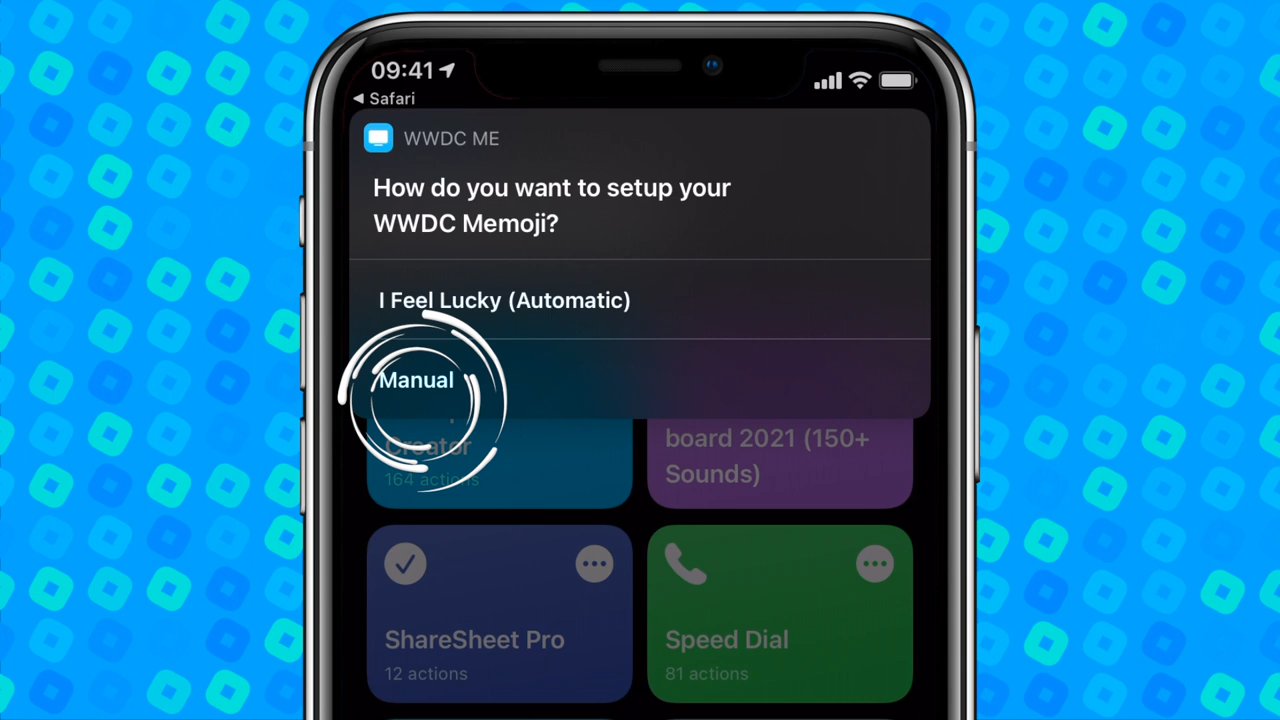 09:41
Safari
WWDC ME
How do you want to setup your
WWDC Memoji?
I Feel Lucky (Automatic)
Manual
Creator
164 actions
board 2021 (150+
Sounds)
ShareSheet Pro
12 actions
Speed Dial
81 actions